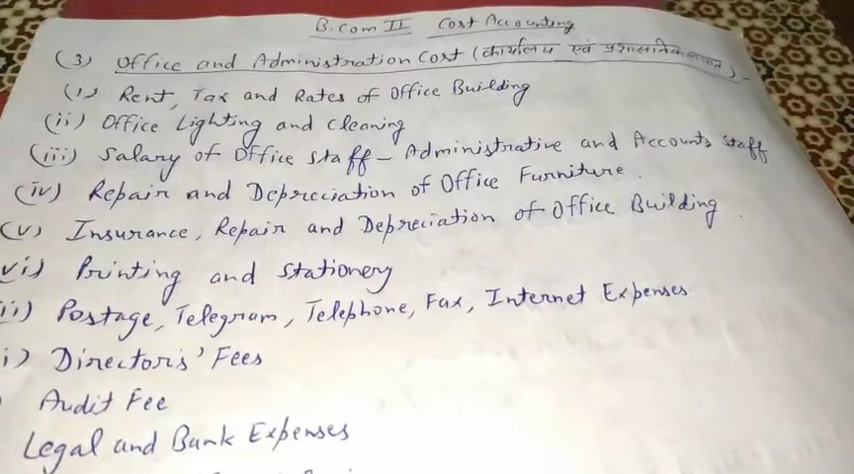 B.Com II Cost Accounting
(3) Office and Administration Cost (कार्यालय एवं प्रशासनिक लागत) -
(i) Rent, Tax and Rates of Office Building
(ii) Office Lighting and Cleaning
(iii) Salary of Office Staff - Administrative and Accounts Staff
(iv) Repair and Depreciation of Office Furniture.
(v) Insurance, Repair and Depreciation of Office Building.
vi) Printing and Stationery
ii) Postage, Telegram, Telephone, Fax, Internet Expenses
i) Directors' Fees
Audit Fee
Legal and Bank Expenses